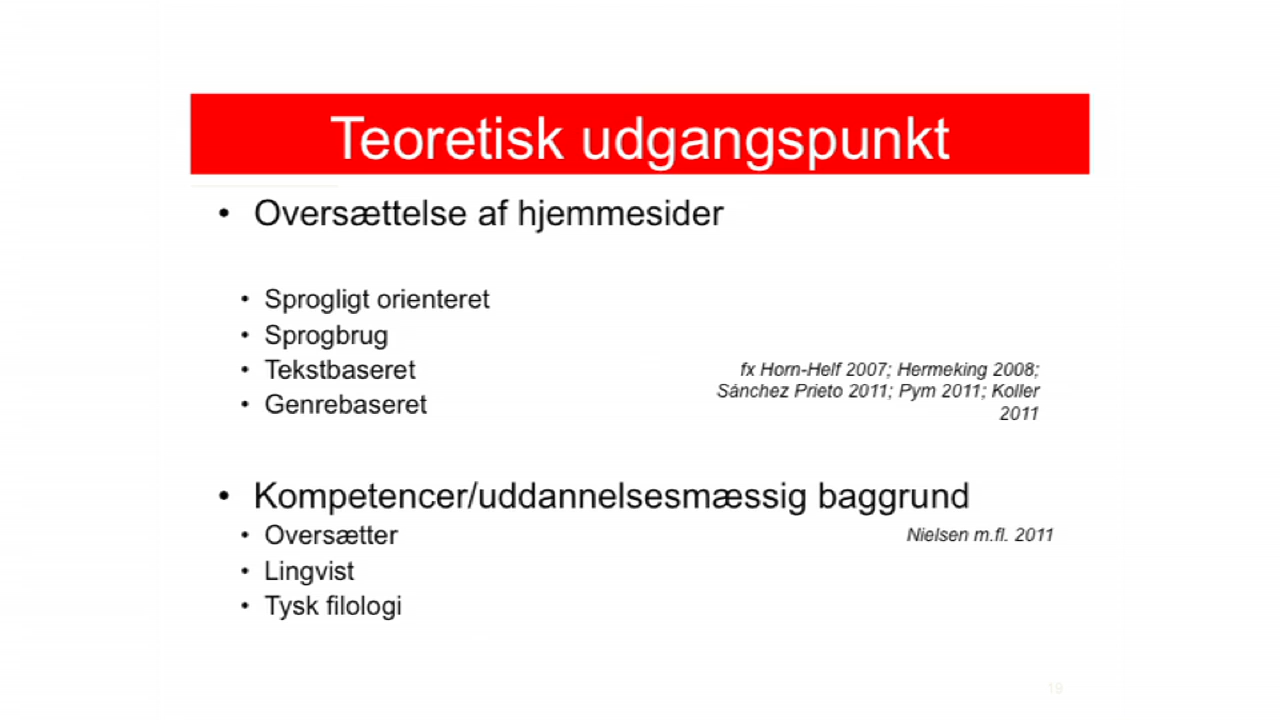 Teoretisk udgangspunkt
• Oversættelse af hjemmesider
• Sprogligt orienteret
• Sprogbrug
• Tekstbaseret
• Genrebaseret
fx Horn-Helf 2007; Hermeking 2008;
Sánchez Prieto 2011; Pym 2011; Koller
2011
• Kompetencer/uddannelsesmæssig baggrund
• Oversætter
Nielsen m.fl. 2011
• Lingvist
• Tysk filologi
19